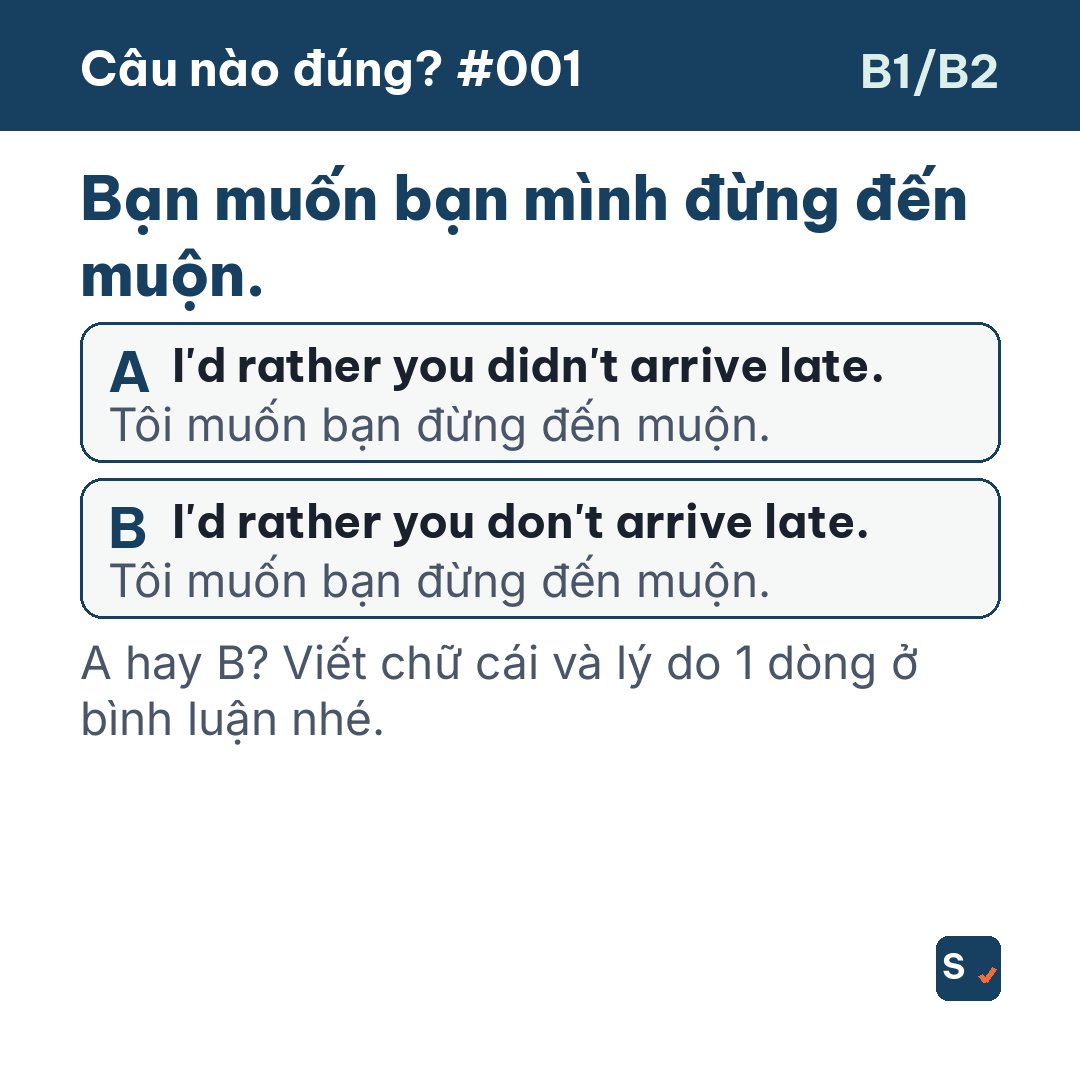 Câu nào đúng? #001
B1/B2
Bạn muốn bạn mình đừng đến
muộn.
A I'd rather you didn't arrive late.
Tôi muốn bạn đừng đến muộn.
B I'd rather you don't arrive late.
Tôi muốn bạn đừng đến muộn.
A hay B? Viết chữ cái và lý do 1 dòng ở
bình luận nhé.
S